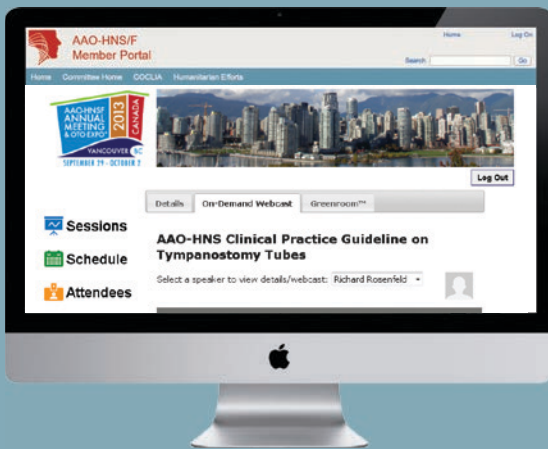 AAO-HNS/F
Member Portal
Home
Log On
Search
Go
Home Committee Home COCLIA Humanitarian Efforts
AAO-HNSF
ANNUAL
MEETING
& OTO EXPO
2013
CANADA
VANCOUVER BC
SEPTEMBER 29 - OCTOBER 2
Log Out
Details On-Demand Webcast Greenroom™
Sessions
Schedule
Attendees
AAO-HNS Clinical Practice Guideline on
Tympanostomy Tubes
Select a speaker to view details/webcast: Richard Rosenfeld